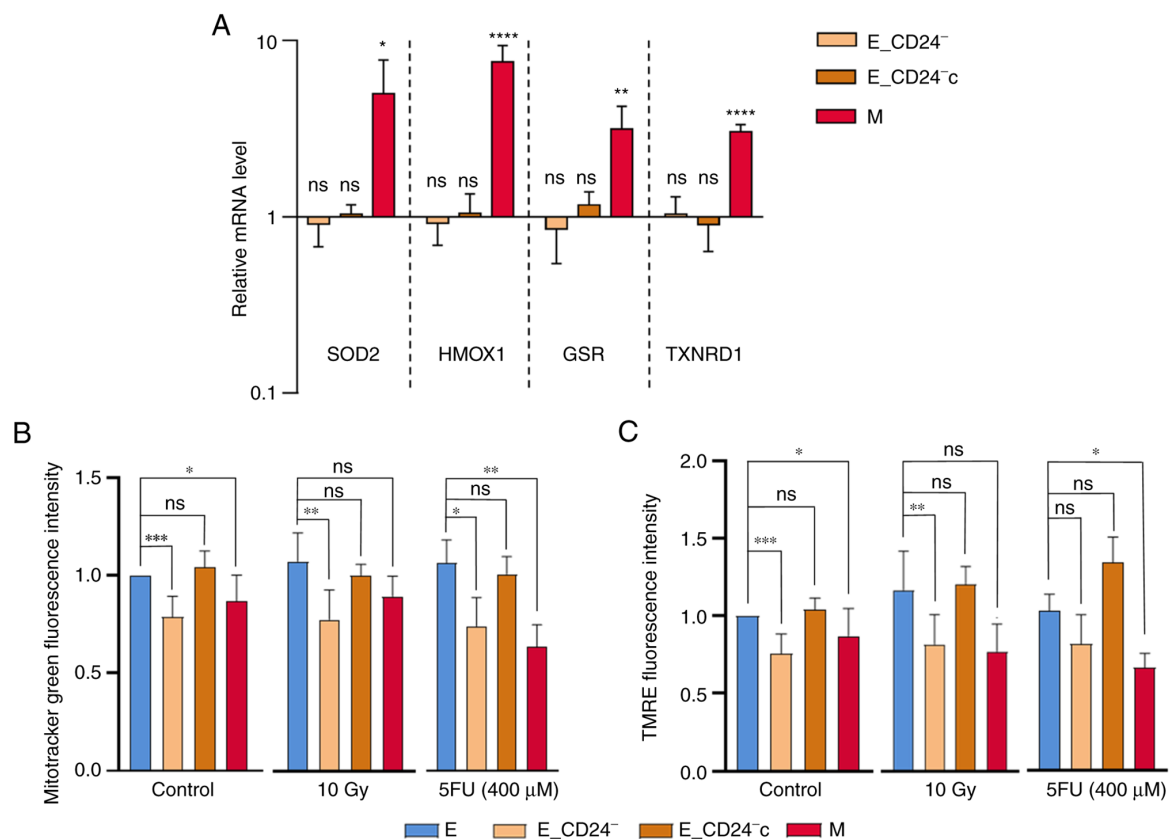 A
10
1
0.1
Relative mRNA level
* **** ** ****
ns ns ns ns ns ns ns ns
SOD2 HMOX1 GSR TXNRD1
E_CD24⁻
E_CD24⁻c
M
B
Mitotracker green fluorescence intensity
1.5
1.0
0.5
0.0
* ns **
ns ns ns
*** ** *
Control 10 Gy 5FU (400 μM)
C
TMRE fluorescence intensity
2.0
1.5
1.0
0.5
0.0
* ns *
ns ns ns
*** ** ns
Control 10 Gy 5FU (400 μM)
E E_CD24⁻ E_CD24⁻c M